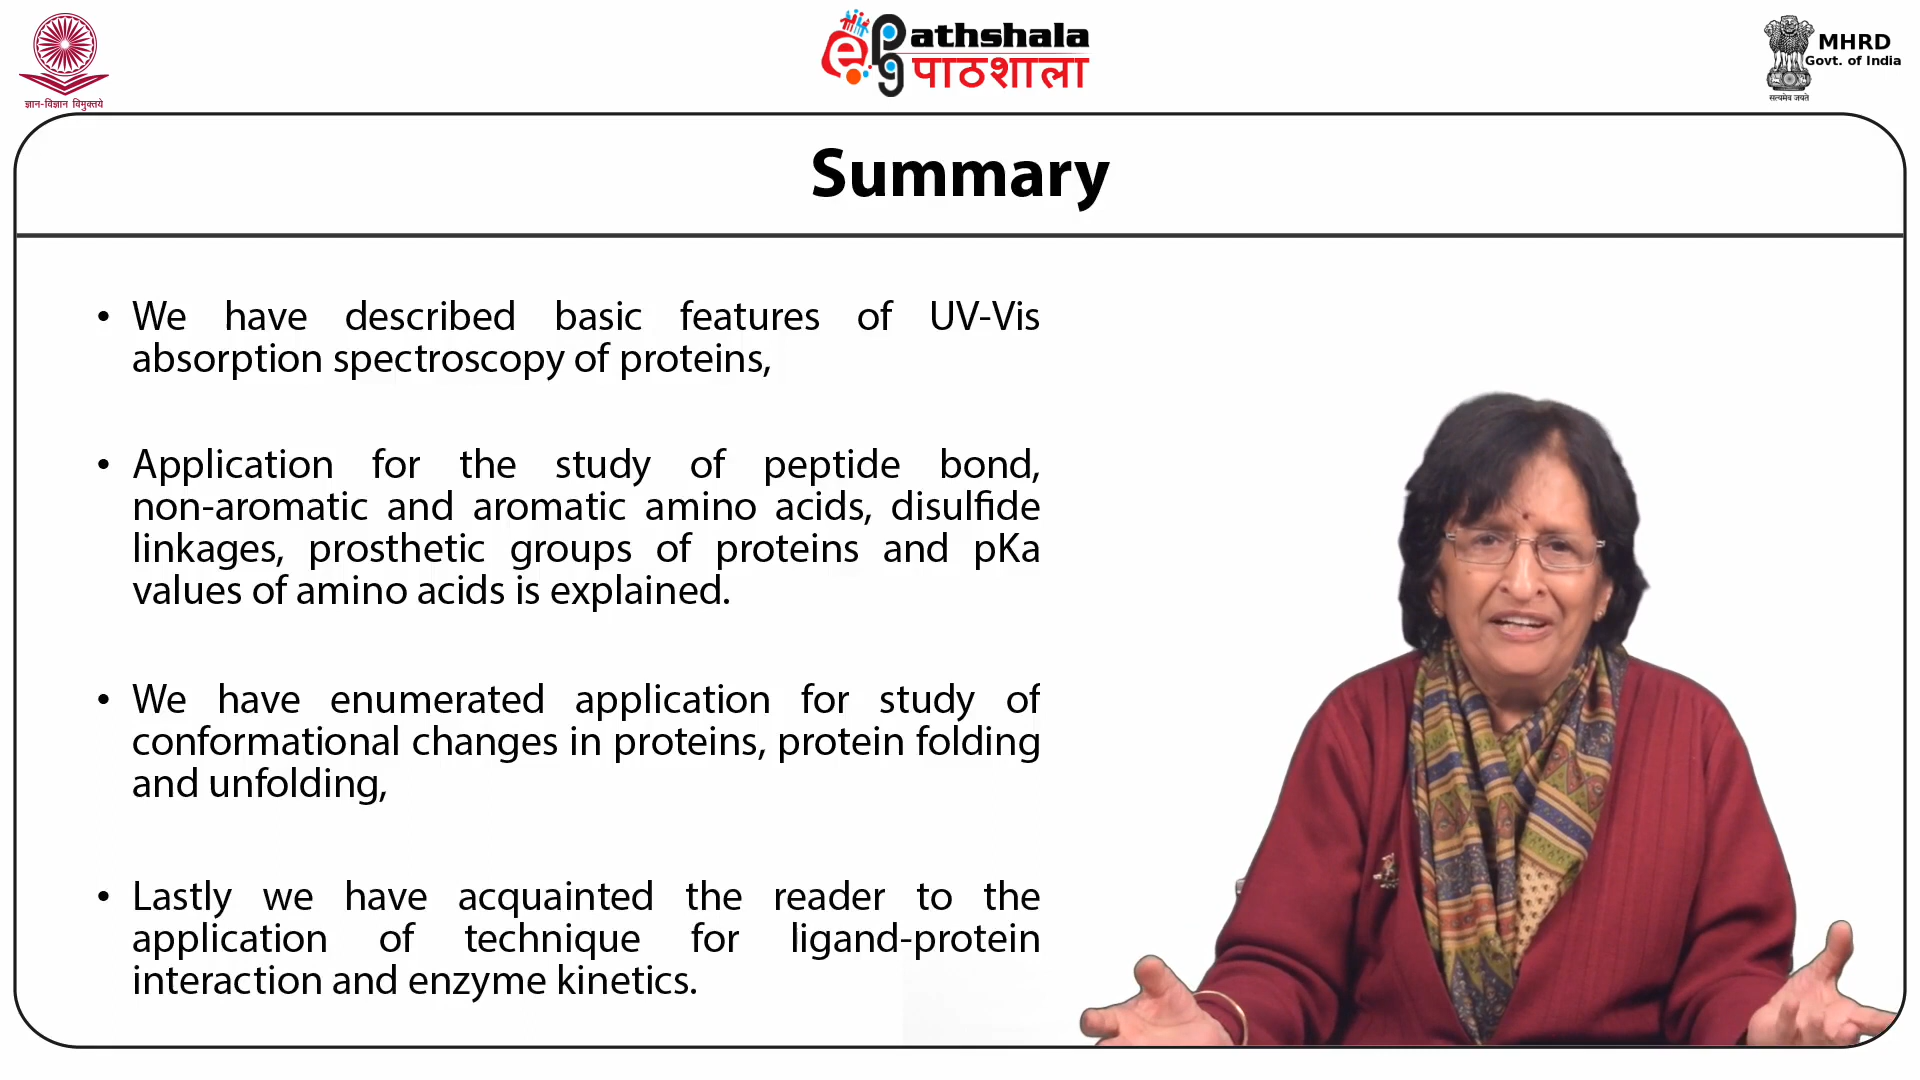 ज्ञान-विज्ञान विमुक्तये
ePathshala
पाठशाला
MHRD
Govt. of India
सत्यमेव जयते
Summary
• We have described basic features of UV-Vis
absorption spectroscopy of proteins,
• Application for the study of peptide bond,
non-aromatic and aromatic amino acids, disulfide
linkages, prosthetic groups of proteins and pKa
values of amino acids is explained.
• We have enumerated application for study of
conformational changes in proteins, protein folding
and unfolding,
• Lastly we have acquainted the reader to the
application of technique for ligand-protein
interaction and enzyme kinetics.